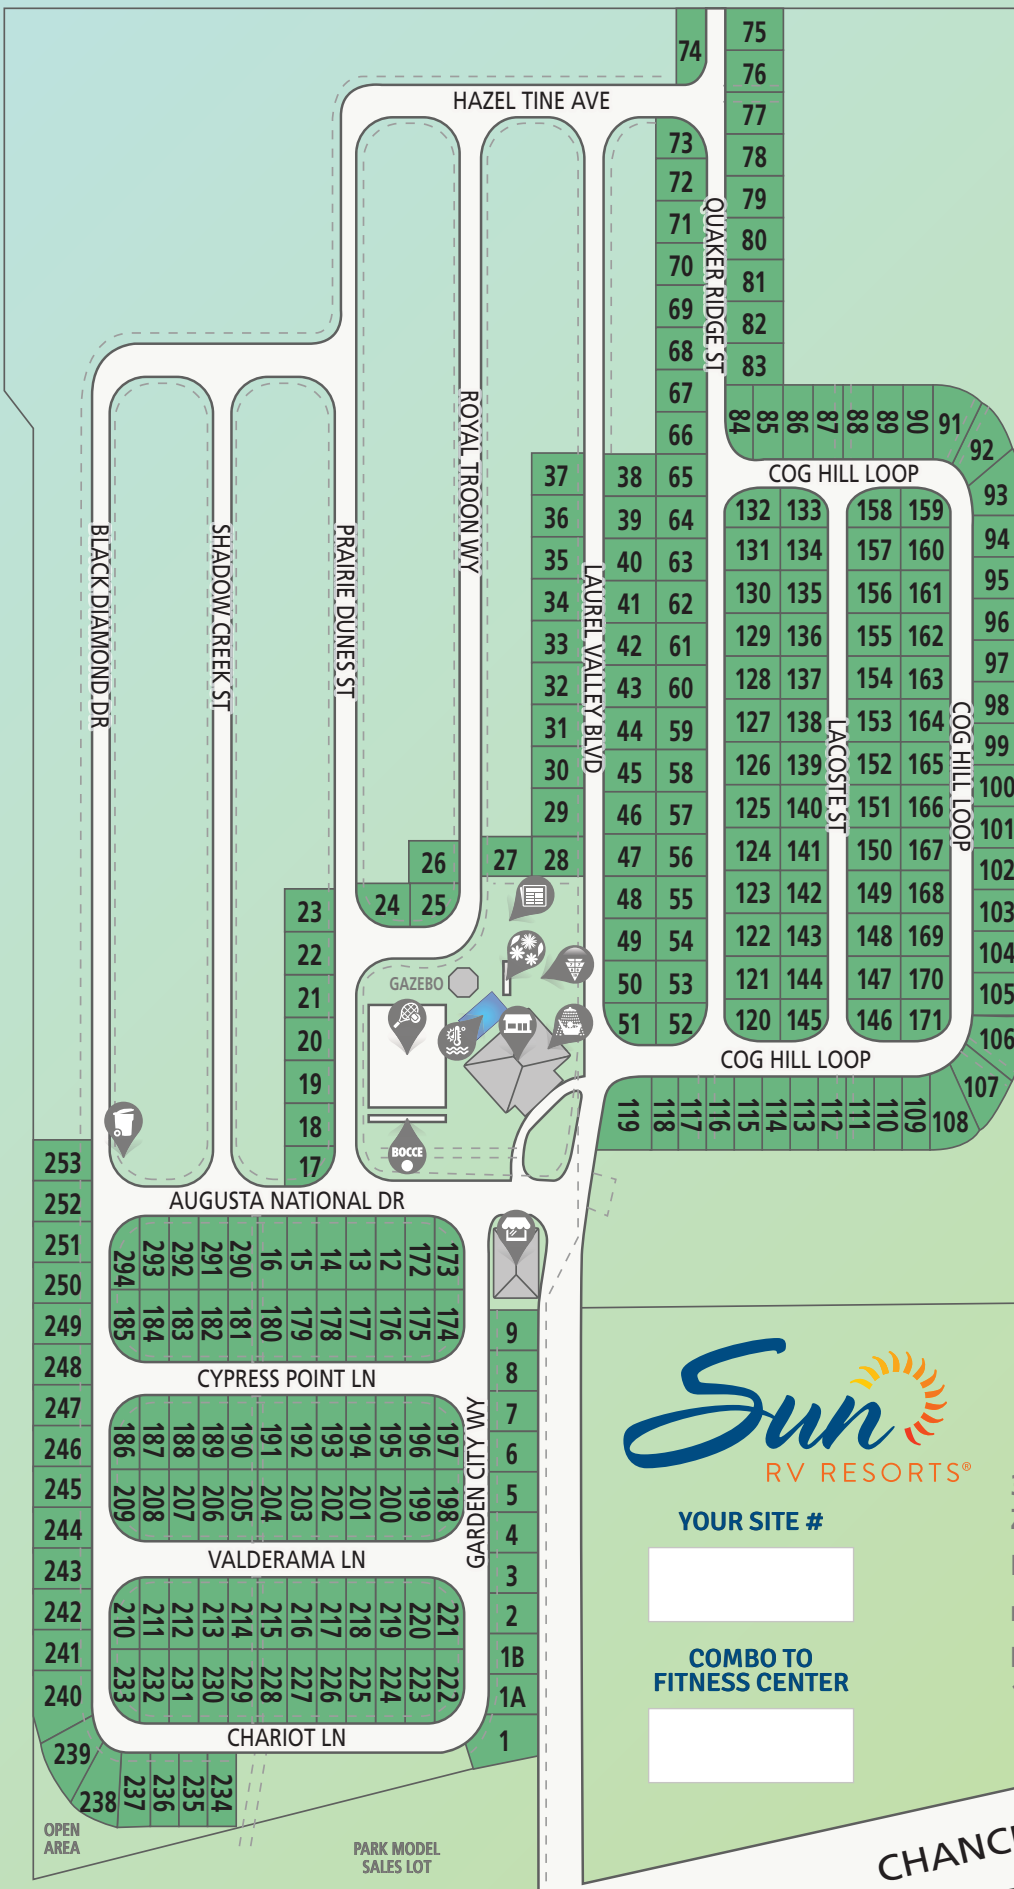 74
75
76
77
78
79
80
81
82
83
HAZEL TINE AVE
73
72
71
70
69
68
67
66
QUAKER RIDGE ST
84 85 86 87 88 89 90 91 92
93
94
95
96
97
98
99
100
101
102
103
104
105
106
107
108
COG HILL LOOP
ROYAL TROON WY
BLACK DIAMOND DR
SHADOW CREEK ST
PRAIRIE DUNES ST
LAUREL VALLEY BLVD
LACOSTE ST
COG HILL LOOP
37
36
35
34
33
32
31
30
29
27 28
26
24 25
38 65
39 64
40 63
41 62
42 61
43 60
44 59
45 58
46 57
47 56
48 55
49 54
50 53
51 52
132 133 158 159
131 134 157 160
130 135 156 161
129 136 155 162
128 137 154 163
127 138 153 164
126 139 152 165
125 140 151 166
124 141 150 167
123 142 149 168
122 143 148 169
121 144 147 170
120 145 146 171
COG HILL LOOP
119 118 117 116 115 114 113 112 111 110 109
23
22
21
20
19
18
17
GAZEBO
BOCCE
AUGUSTA NATIONAL DR
253
252
251
250
249
248
247
246
245
244
243
242
241
240
239
238
237 236 235 234
294 293 292 291 290 16 15 14 13 12 172 173
185 184 183 182 181 180 179 178 177 176 175 174
CYPRESS POINT LN
186 187 188 189 190 191 192 193 194 195 196 197
209 208 207 206 205 204 203 202 201 200 199 198
VALDERAMA LN
210 211 212 213 214 215 216 217 218 219 220 221
233 232 231 230 229 228 227 226 225 224 223 222
CHARIOT LN
GARDEN CITY WY
9
8
7
6
5
4
3
2
1B
1A
1
OPEN
AREA
PARK MODEL
SALES LOT
Sun
RV RESORTS®
YOUR SITE #
COMBO TO
FITNESS CENTER